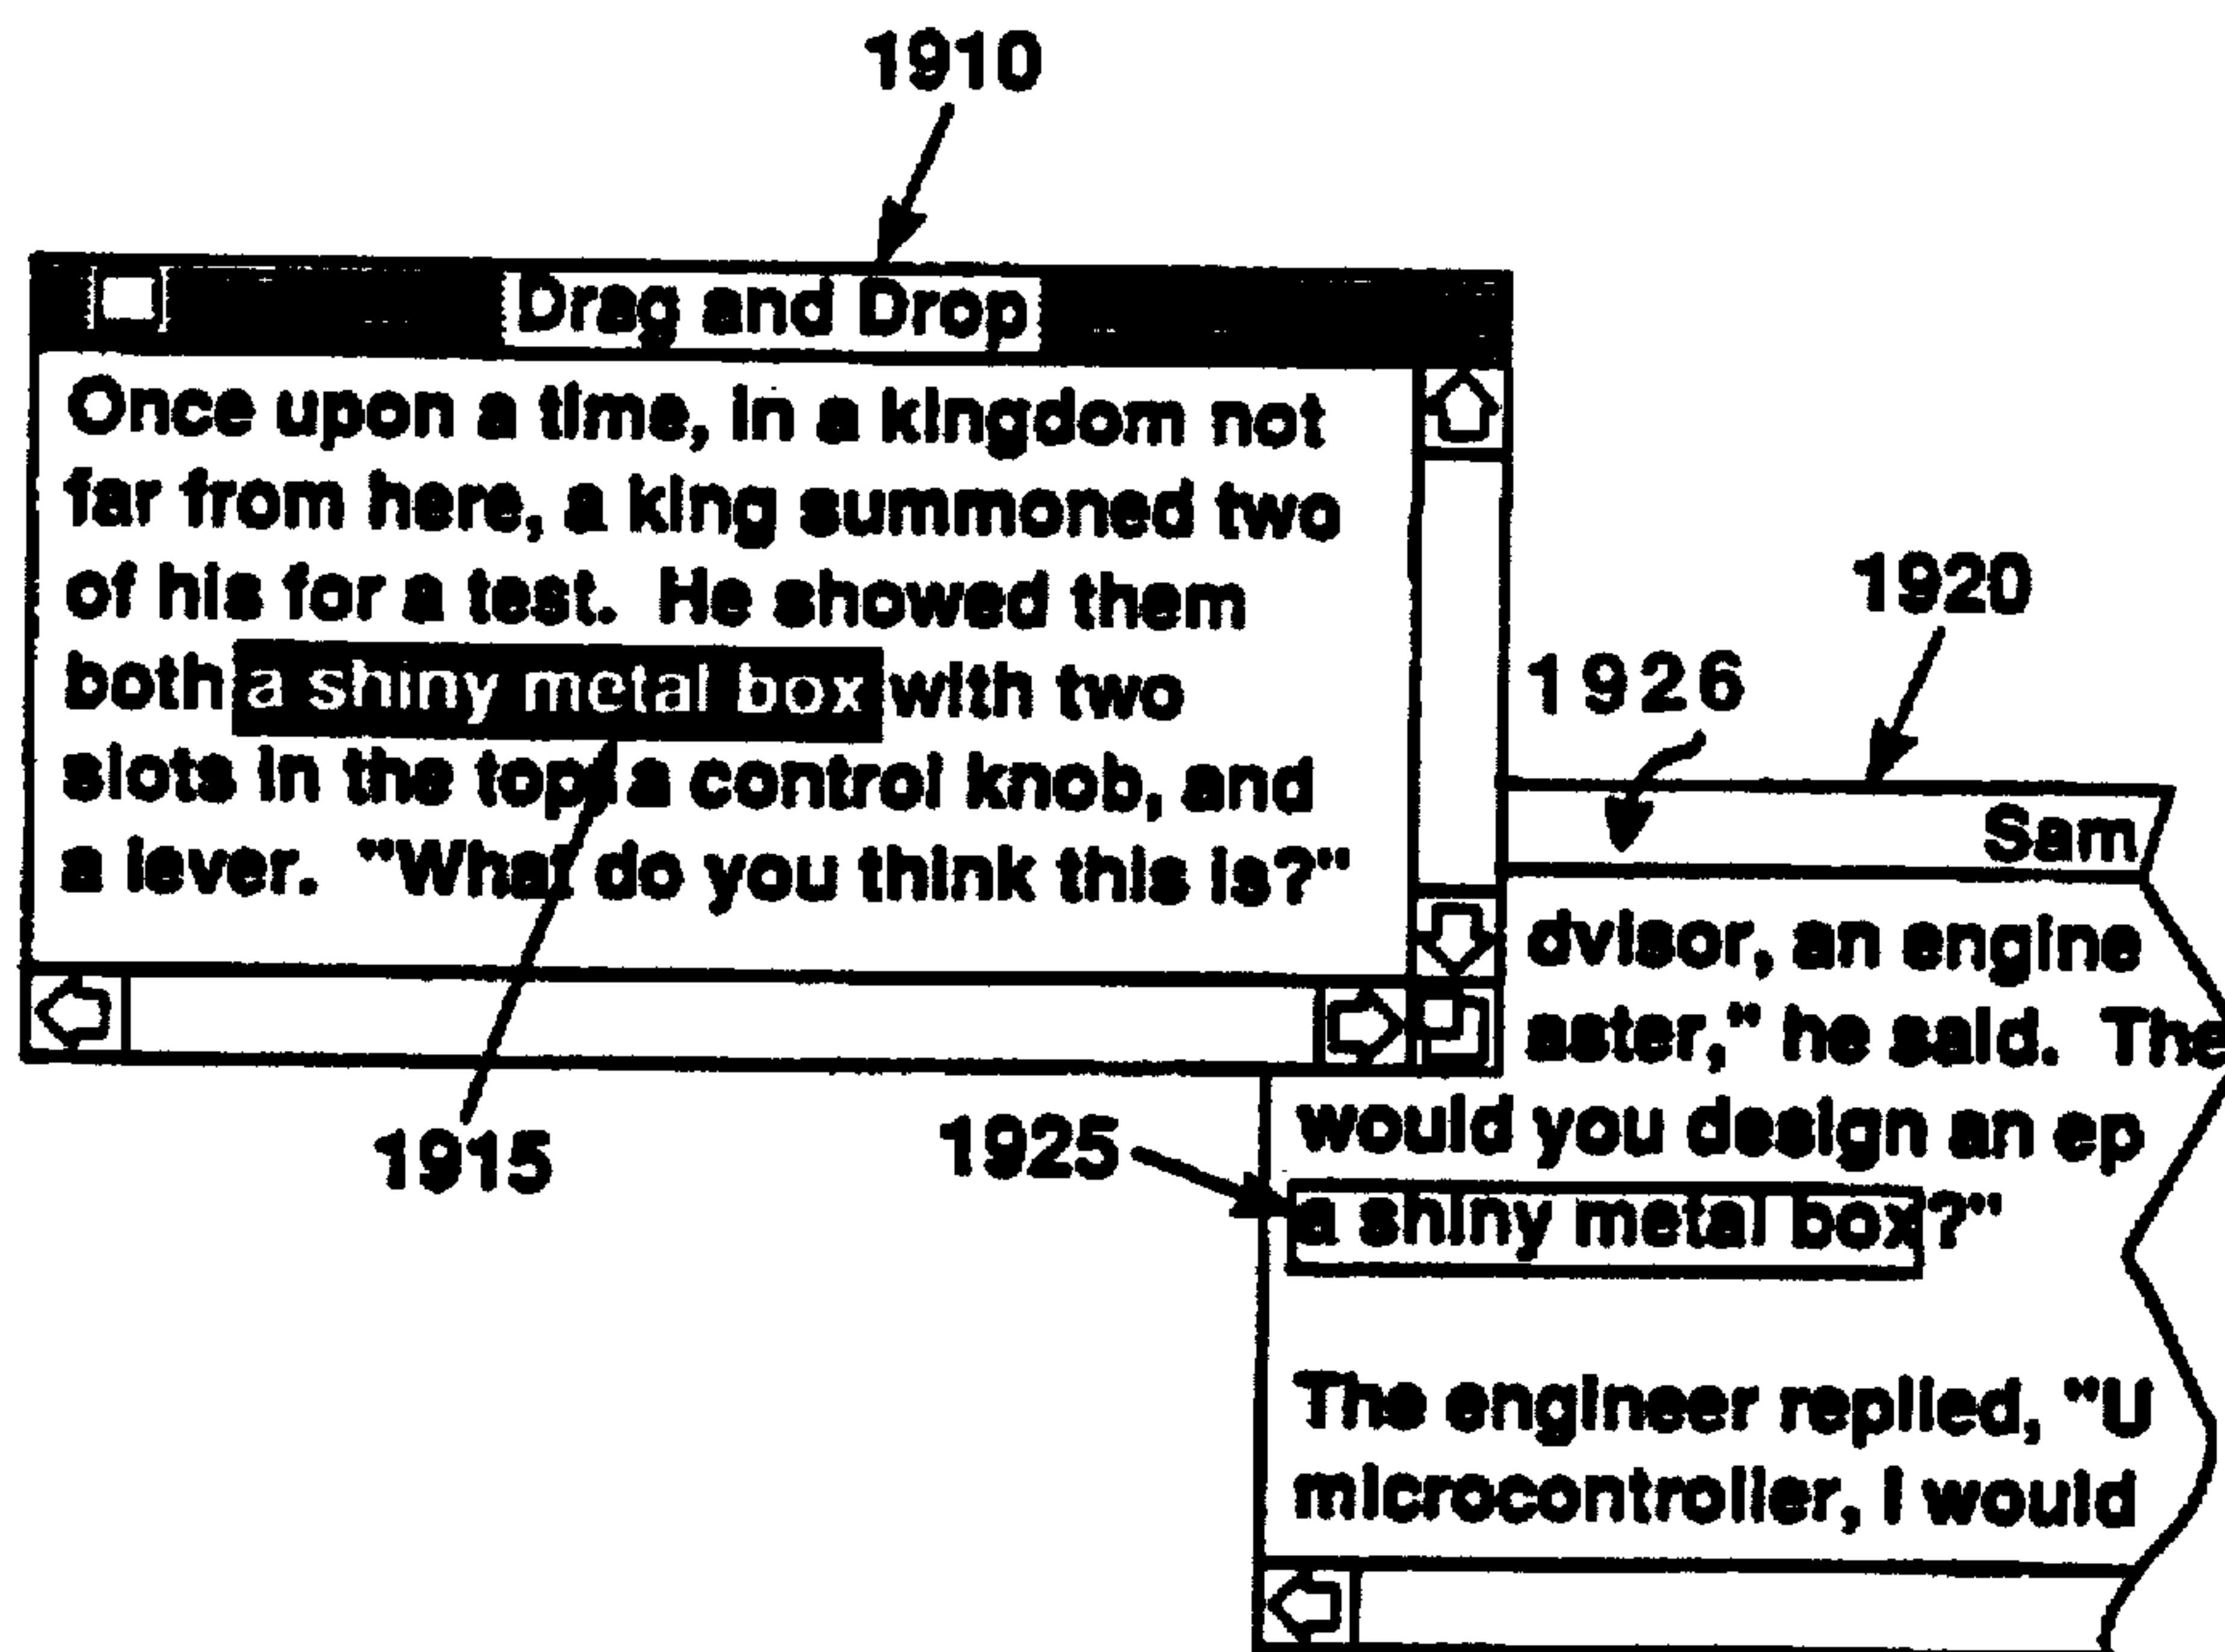 1910
Drag and Drop
Once upon a time, in a kingdom not
far from here, a king summoned two
of his for a test. He showed them
both a shiny metal box with two
slots in the top, a control knob, and
a lever. "What do you think this is?"
1915
1920
1926
Sam
dvisor, an engine
aster," he said. The
would you design an ep
1925
a shiny metal box?"
The engineer replied, "U
microcontroller, I would